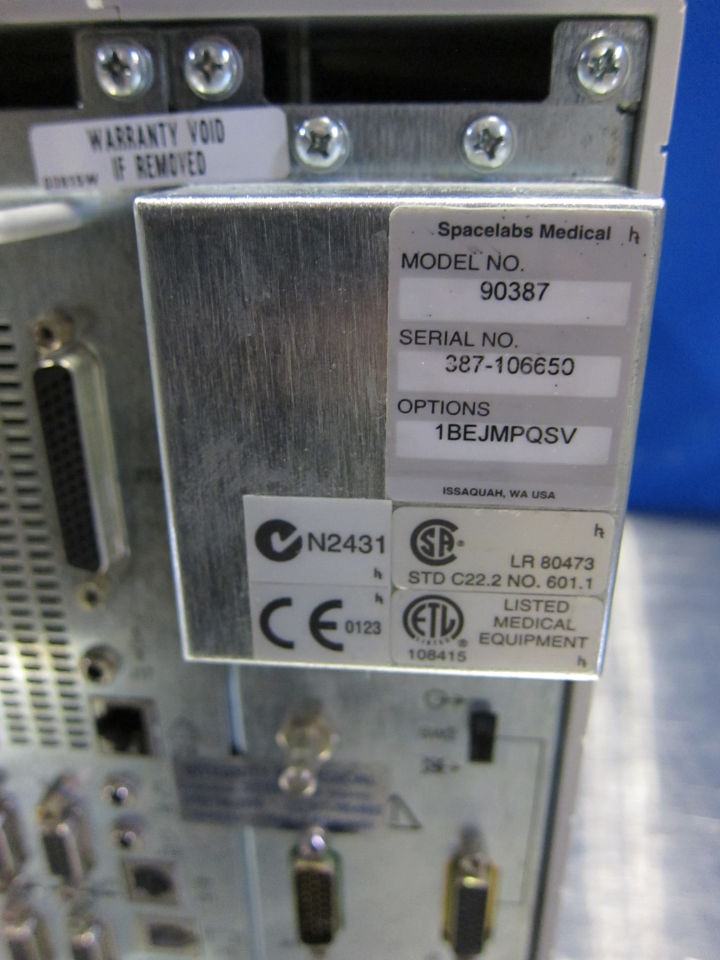 WARRANTY VOID
IF REMOVED
Spacelabs Medical
MODEL NO.
90387
SERIAL NO.
387-106650
OPTIONS
1BEJMPQSV
ISSAQUAH, WA USA
N2431
LR 80473
STD C22.2 NO. 601.1
CE 0123
ETL
LISTED
MEDICAL
EQUIPMENT
108415